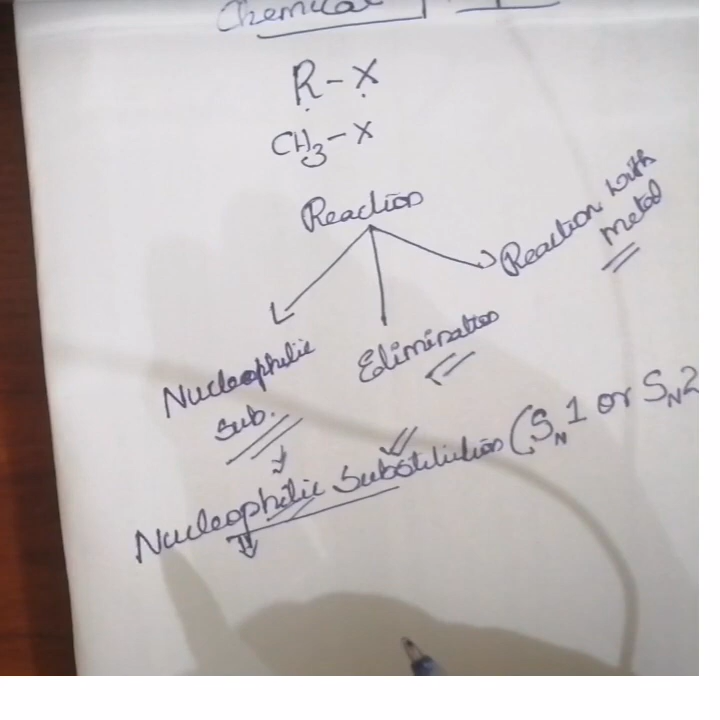 Chemical
R-X
CH3-X
Reaction
Reaction with
Metal
Elimination
Nucleophilic
Sub.
Nucleophilic Substitution (SN1 or SN2